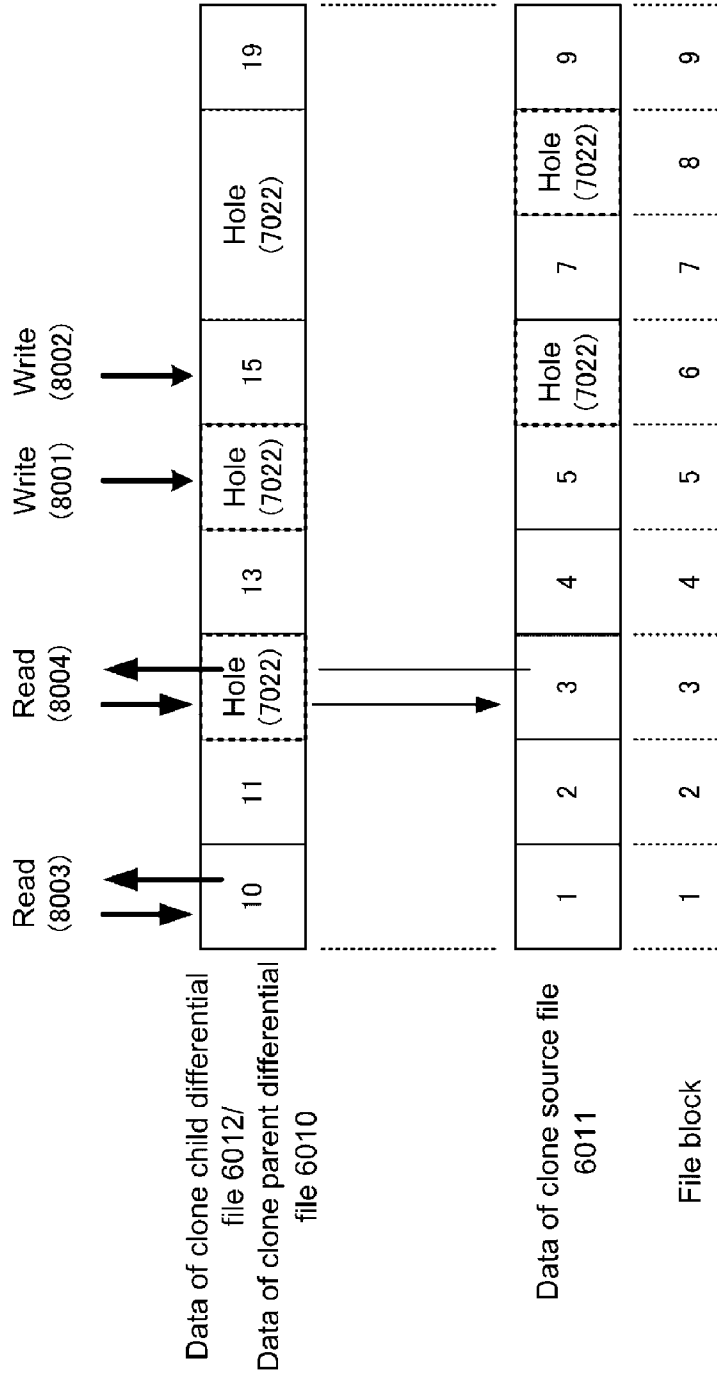 Read
(8003)
Read
(8004)
Write
(8001)
Write
(8002)
Data of clone child differential
file 6012/
Data of clone parent differential
file 6010
10
11
Hole
(7022)
13
Hole
(7022)
15
Hole
(7022)
19
Data of clone source file
6011
1
2
3
4
5
Hole
(7022)
7
Hole
(7022)
9
File block
1
2
3
4
5
6
7
8
9